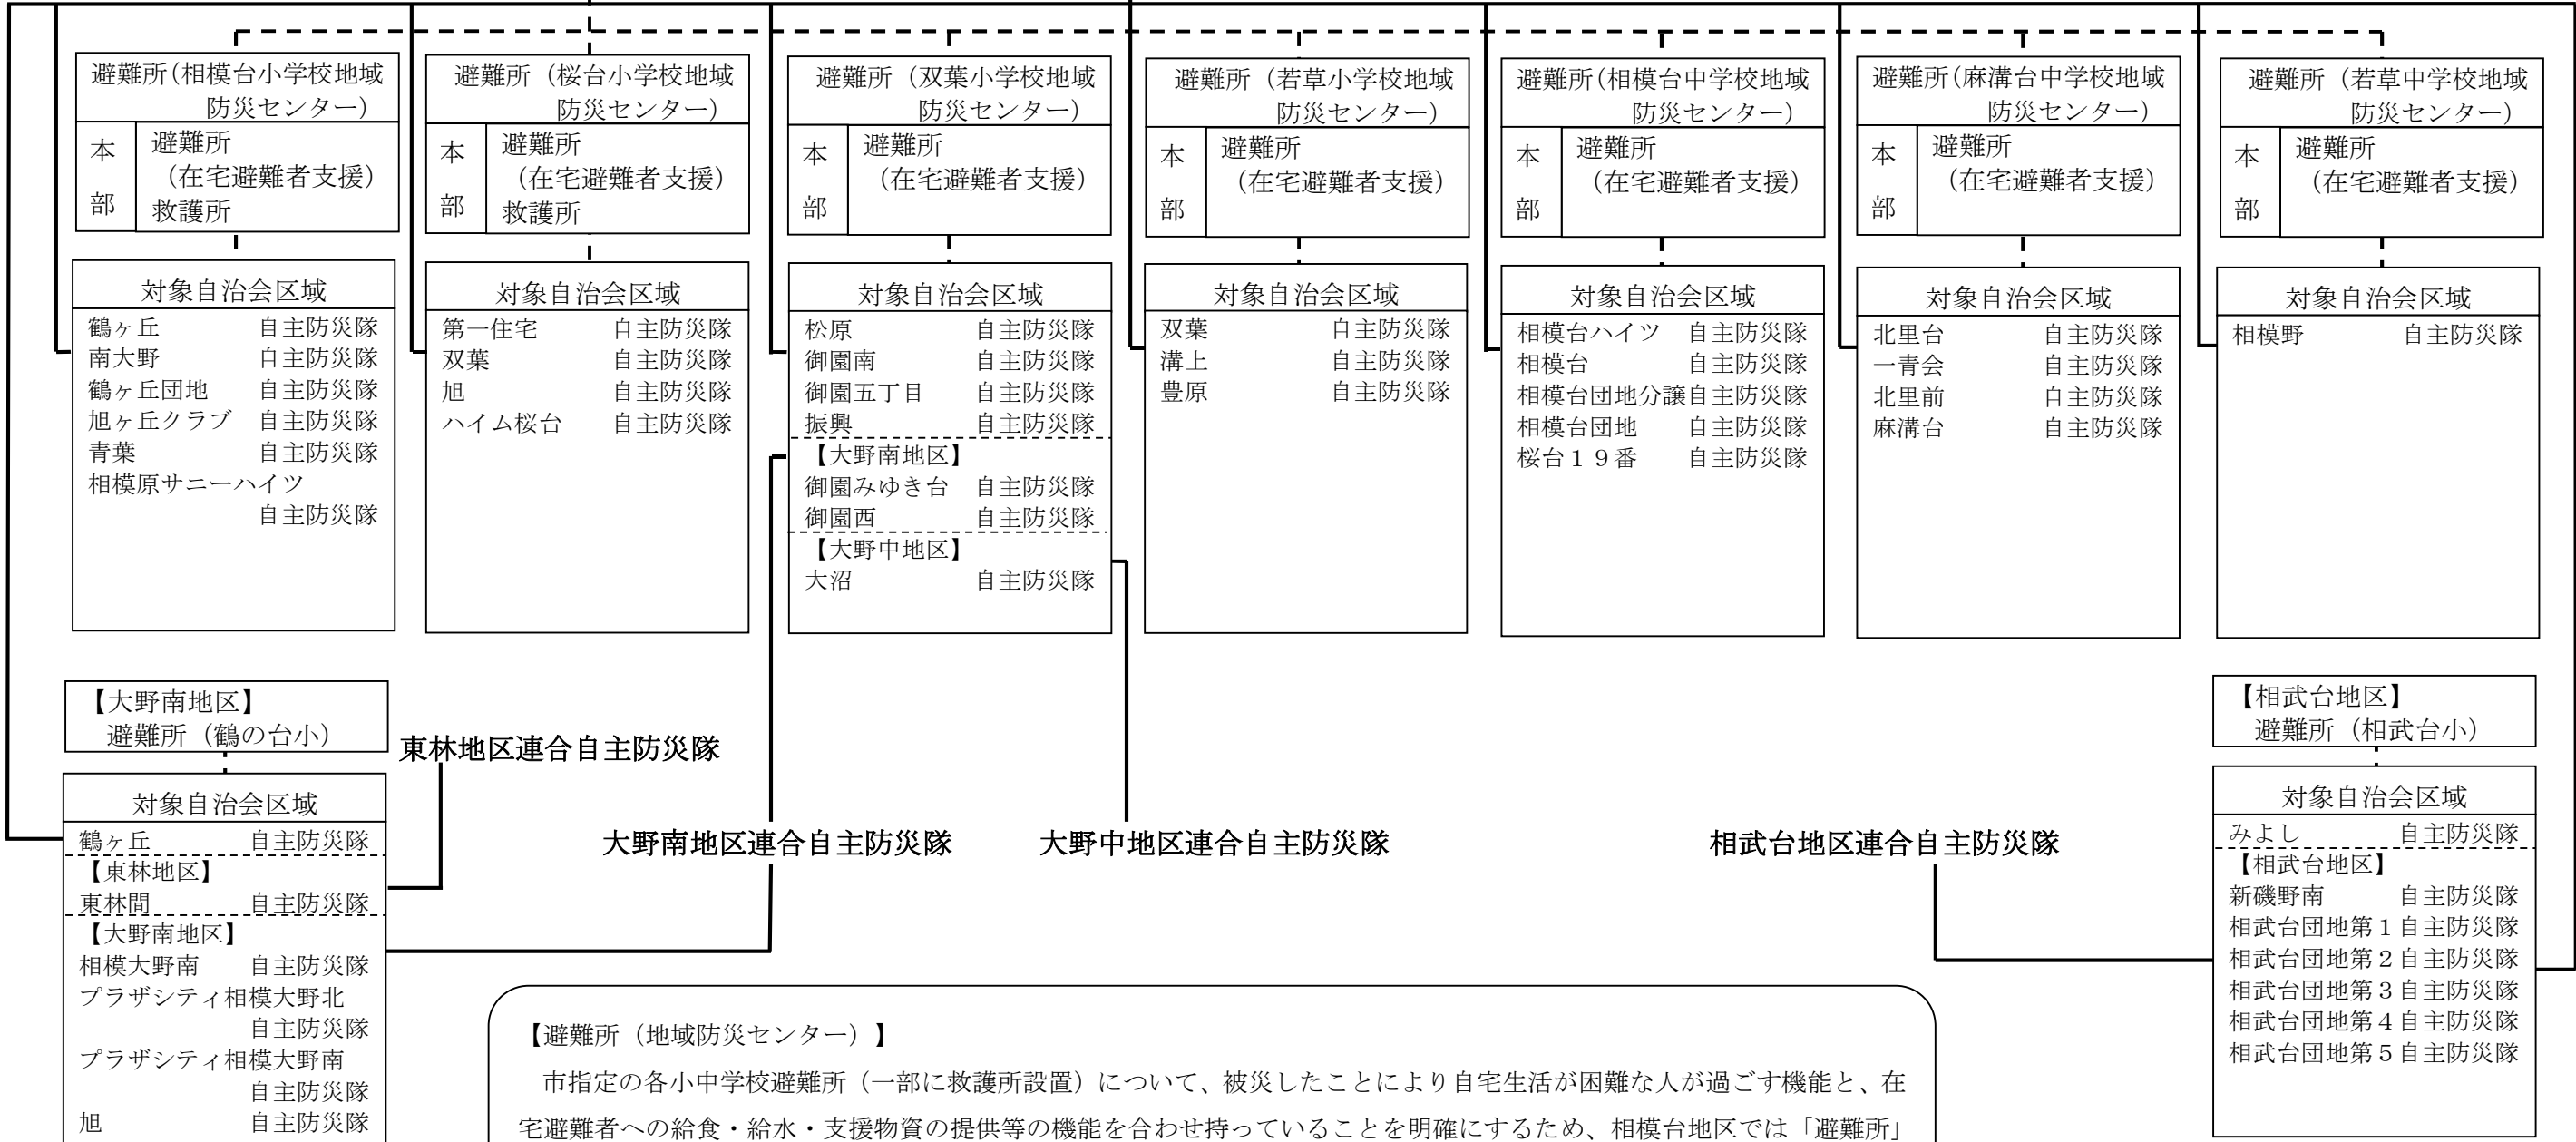 避難所(相模台小学校地域
防災センター)
本
部
避難所
(在宅避難者支援)
救護所
対象自治会区域
鶴ヶ丘 自主防災隊
南大野 自主防災隊
鶴ヶ丘団地 自主防災隊
旭ヶ丘クラブ 自主防災隊
青葉 自主防災隊
相模原サニーハイツ
自主防災隊
避難所（桜台小学校地域
防災センター)
本
部
避難所
(在宅避難者支援)
救護所
対象自治会区域
第一住宅 自主防災隊
双葉 自主防災隊
旭 自主防災隊
ハイム桜台 自主防災隊
避難所（双葉小学校地域
防災センター)
本
部
避難所
(在宅避難者支援)
対象自治会区域
松原 自主防災隊
御園南 自主防災隊
御園五丁目 自主防災隊
振興 自主防災隊
【大野南地区】
御園みゆき台 自主防災隊
御園西 自主防災隊
【大野中地区】
大沼 自主防災隊
避難所（若草小学校地域
防災センター)
本
部
避難所
(在宅避難者支援)
対象自治会区域
双葉 自主防災隊
溝上 自主防災隊
豊原 自主防災隊
避難所(相模台中学校地域
防災センター)
本
部
避難所
(在宅避難者支援)
対象自治会区域
相模台ハイツ 自主防災隊
相模台 自主防災隊
相模台団地分譲自主防災隊
相模台団地 自主防災隊
桜台１９番 自主防災隊
避難所(麻溝台中学校地域
防災センター)
本
部
避難所
(在宅避難者支援)
対象自治会区域
北里台 自主防災隊
一青会 自主防災隊
北里前 自主防災隊
麻溝台 自主防災隊
避難所（若草中学校地域
防災センター)
本
部
避難所
(在宅避難者支援)
対象自治会区域
相模野 自主防災隊
【大野南地区】
避難所（鶴の台小）
対象自治会区域
鶴ヶ丘 自主防災隊
【東林地区】
東林間 自主防災隊
【大野南地区】
相模大野南 自主防災隊
プラザシティ相模大野北
自主防災隊
プラザシティ相模大野南
自主防災隊
旭 自主防災隊
東林地区連合自主防災隊
大野南地区連合自主防災隊
大野中地区連合自主防災隊
相武台地区連合自主防災隊
【相武台地区】
避難所（相武台小）
対象自治会区域
みよし 自主防災隊
【相武台地区】
新磯野南 自主防災隊
相武台団地第１自主防災隊
相武台団地第２自主防災隊
相武台団地第３自主防災隊
相武台団地第４自主防災隊
相武台団地第５自主防災隊
【避難所（地域防災センター）】
市指定の各小中学校避難所（一部に救護所設置）について、被災したことにより自宅生活が困難な人が過ごす機能と、在
宅避難者への給食・給水・支援物資の提供等の機能を合わせ持っていることを明確にするため、相模台地区では「避難所」